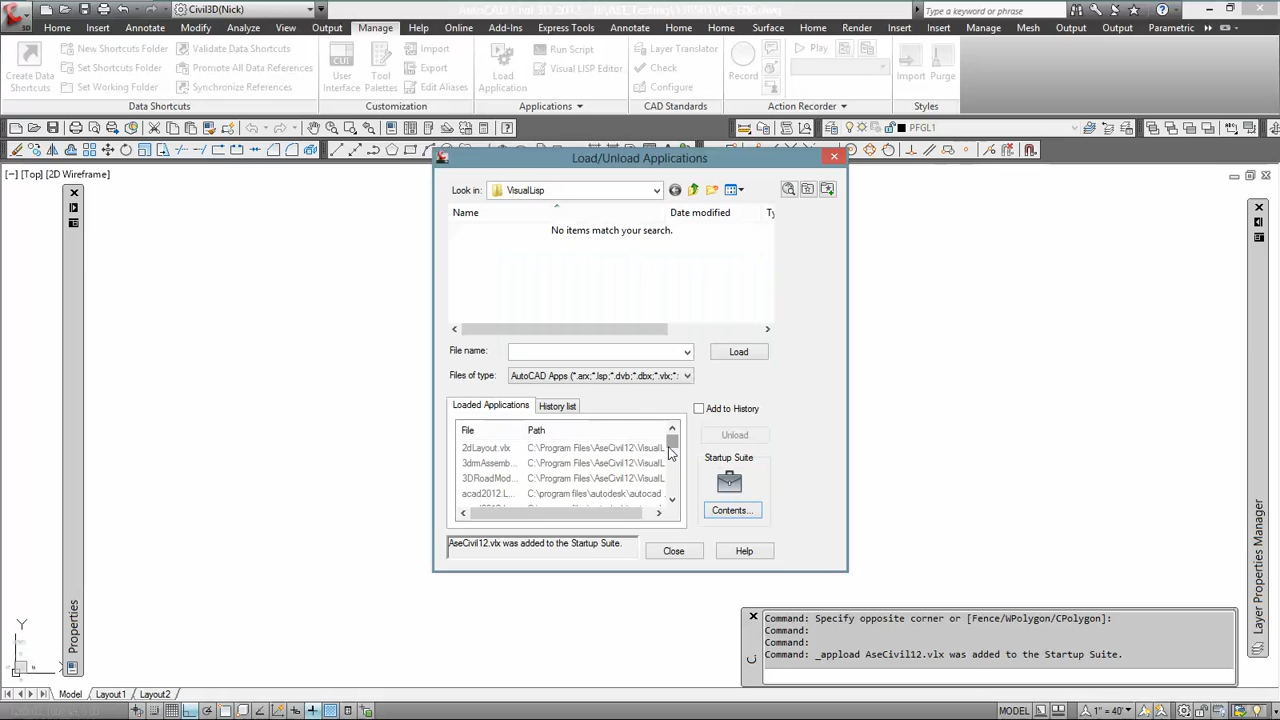 Civil3D(Nick)
Type a keyword or phrase
Home Insert Annotate Modify Analyze View Output Manage Help Online Add-Ins Express Tools Annotate Home Home Surface Home Render Insert Insert Manage Mesh Output Output Parametric
Create Data
Shortcuts
New Shortcuts Folder
Set Shortcuts Folder
Set Working Folder
Validate Data Shortcuts
Promote All Data References
Synchronize References
User
Interface
Tool
Palettes
Import
Export
Edit Aliases
Load
Application
Run Script
Visual LISP Editor
Layer Translator
Check
Configure
Record
Play
Import
Purge
Data Shortcuts
Customization
Applications
CAD Standards
Action Recorder
Styles
PFGL1
[−] [Top] [2D Wireframe]
Load/Unload Applications
Look in: VisualLisp
Name Date modified Ty
No items match your search.
File name:
Load
Files of type: AutoCAD Apps (*.arx;*.lsp;*.dvb;*.dbx;*.vlx;*.
Loaded Applications History list
Add to History
File Path
2dLayout.vlx C:\Program Files\AseCivil12\VisualL
3dmAssemb... C:\Program Files\AseCivil12\VisualL
3DRoadMod... C:\Program Files\AseCivil12\VisualL
acad2012.L... C:\program files\autodesk\autocad
Unload
Startup Suite
Contents...
AseCivil12.vlx was added to the Startup Suite.
Close
Help
Properties
Layer Properties Manager
Y
Command: Specify opposite corner or [Fence/WPolygon/CPolygon]:
Command:
Command:
Command: _appload AseCivil12.vlx was added to the Startup Suite.
Model Layout1 Layout2
MODEL
1" = 40'